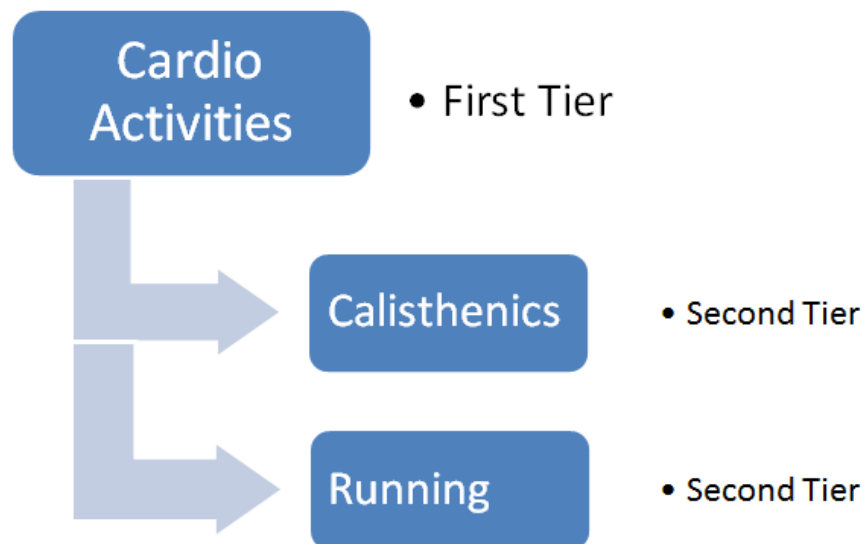 Cardio
Activities
• First Tier
Calisthenics
• Second Tier
Running
• Second Tier